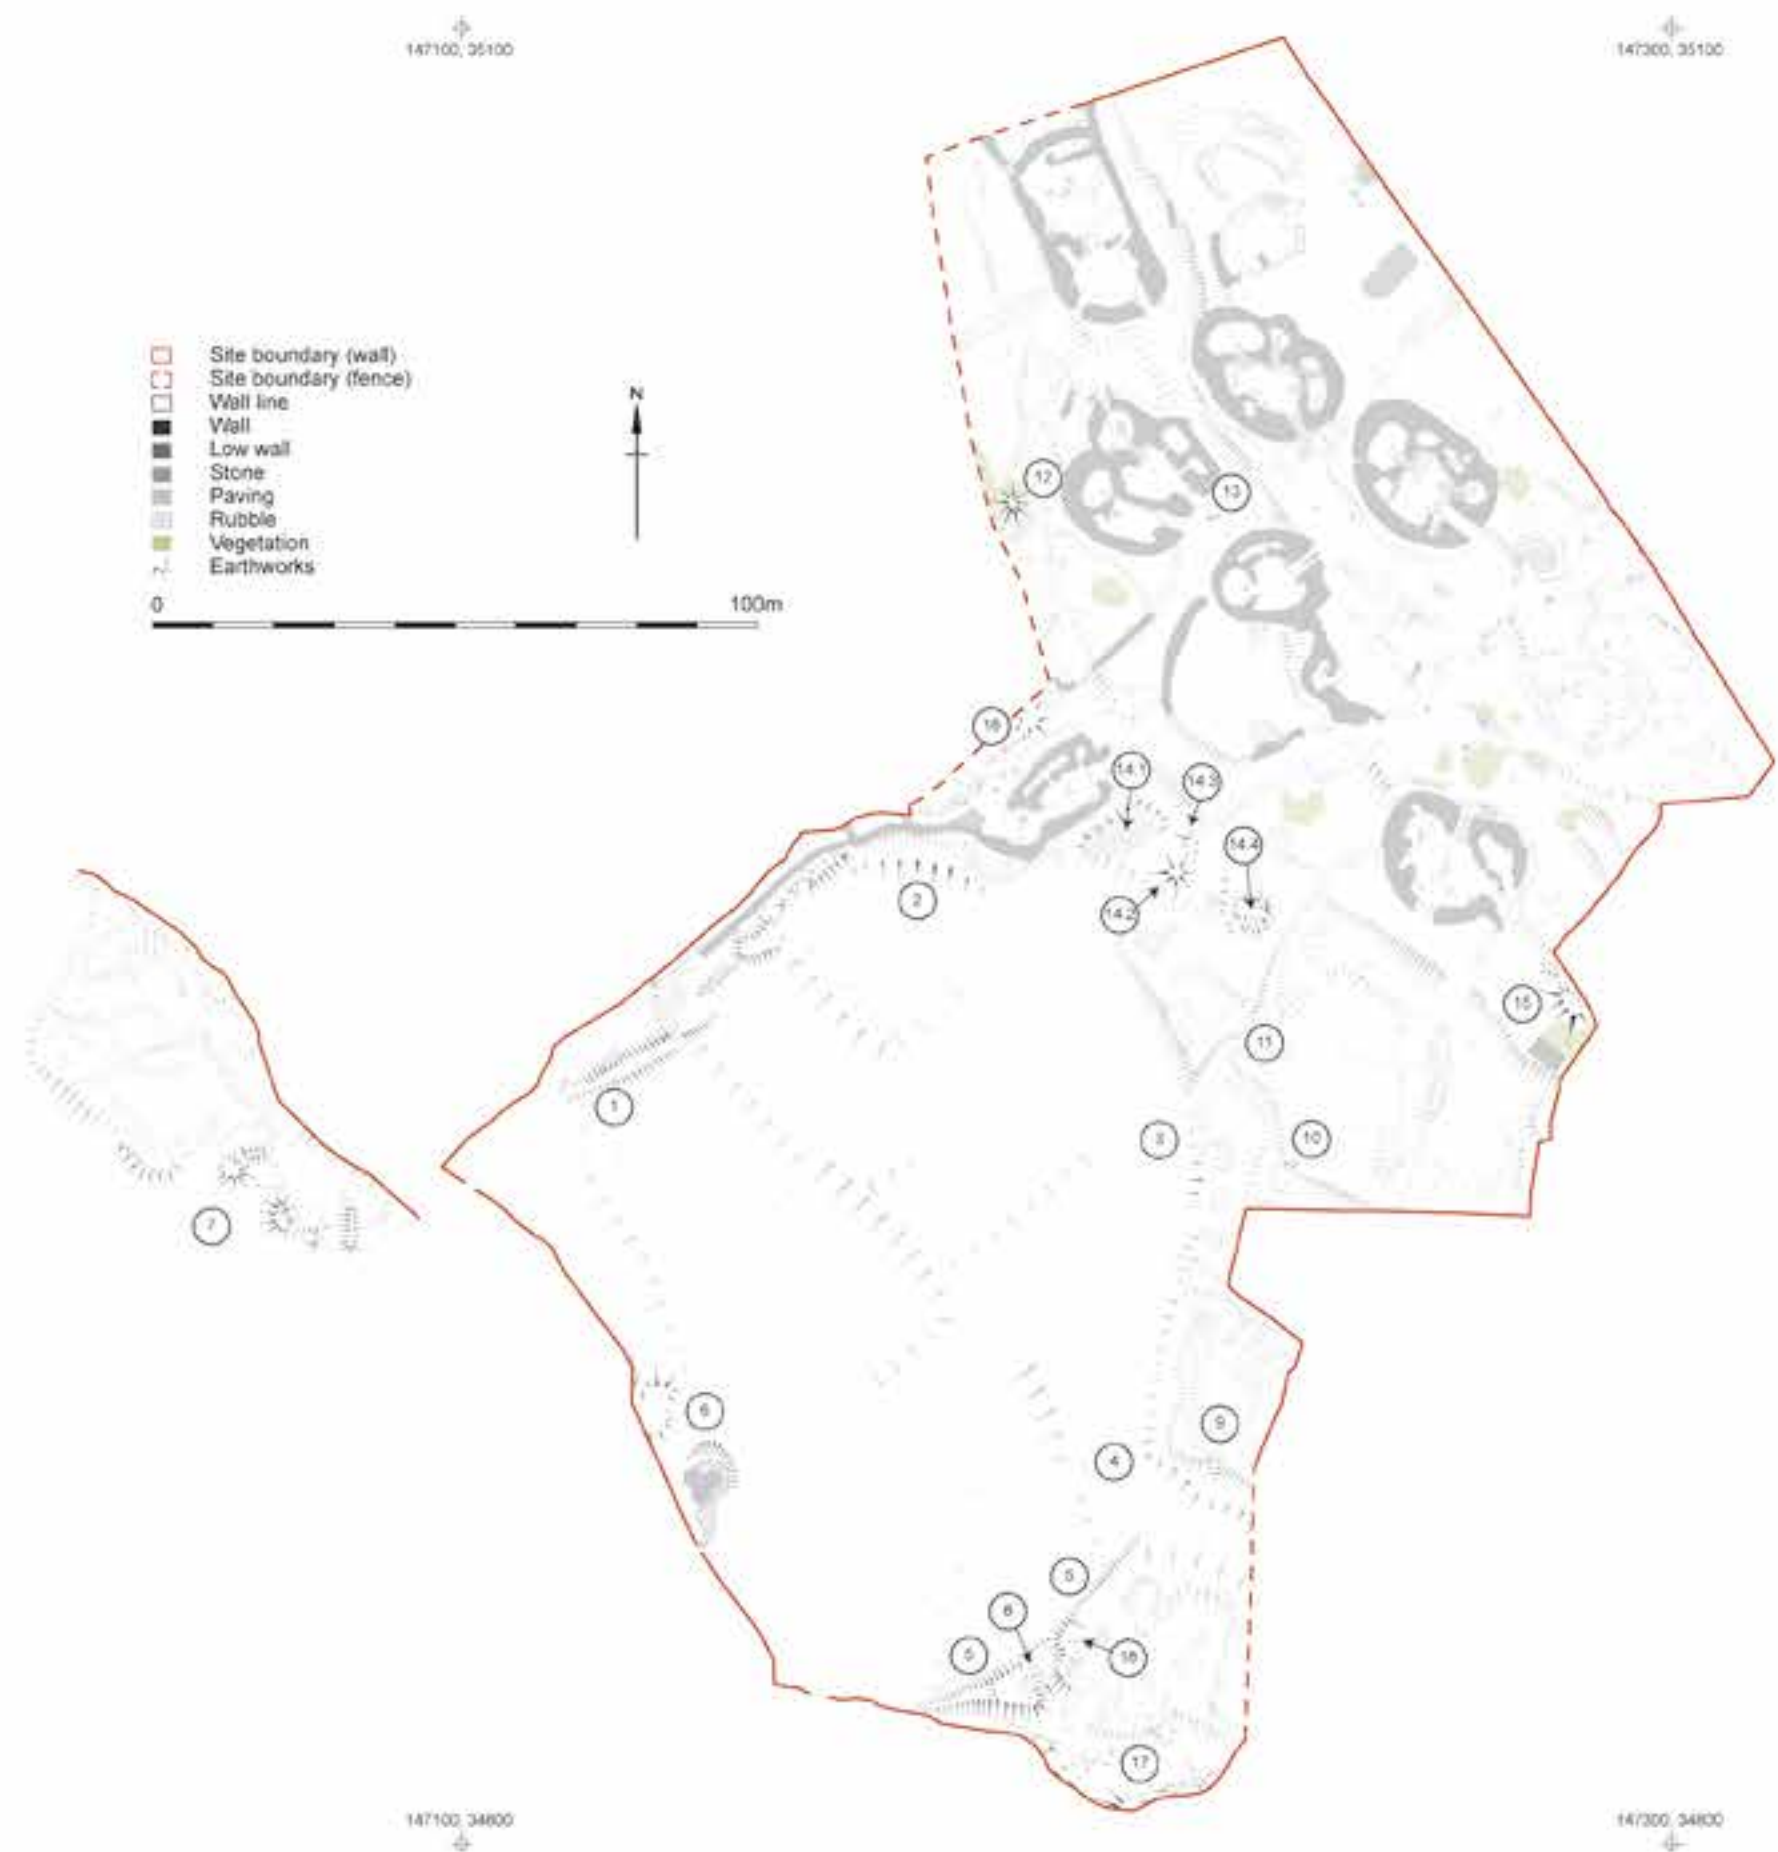 147100, 35100
147300, 35100
Site boundary (wall)
Site boundary (fence)
Wall line
Wall
Low wall
Stone
Paving
Rubble
Vegetation
Earthworks
N
0 100m
12
13
16
14.1
14.3
14.4
14.2
2
15
11
1
3
10
7
6
9
4
5
6
5
16
17
147100, 34800
147300, 34800